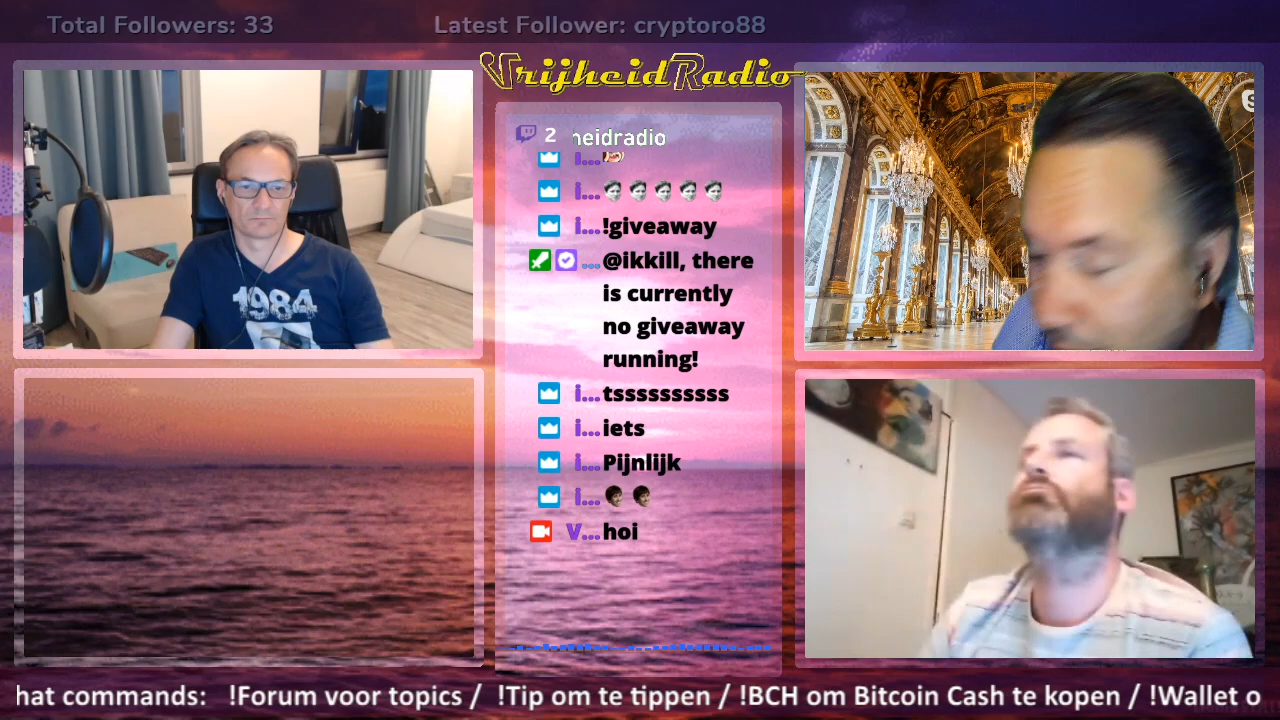 Total Followers: 33
Latest Follower: cryptoro88
VrijheidRadio
2 heidradio
i...
i...
i... !giveaway
... @ikkill, there
is currently
no giveaway
running!
i... tssssssssss
i... iets
i... Pijnlijk
i...
V... hoi
1984
S
hat commands: !Forum voor topics / !Tip om te tippen / !BCH om Bitcoin Cash te kopen / !Wallet o